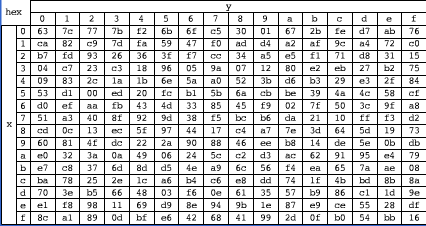 hex y
0 1 2 3 4 5 6 7 8 9 a b c d e f
0 63 7c 77 7b f2 6b 6f c5 30 01 67 2b fe d7 ab 76
1 ca 82 c9 7d fa 59 47 f0 ad d4 a2 af 9c a4 72 c0
2 b7 fd 93 26 36 3f f7 cc 34 a5 e5 f1 71 d8 31 15
3 04 c7 23 c3 18 96 05 9a 07 12 80 e2 eb 27 b2 75
4 09 83 2c 1a 1b 6e 5a a0 52 3b d6 b3 29 e3 2f 84
5 53 d1 00 ed 20 fc b1 5b 6a cb be 39 4a 4c 58 cf
6 d0 ef aa fb 43 4d 33 85 45 f9 02 7f 50 3c 9f a8
x 7 51 a3 40 8f 92 9d 38 f5 bc b6 da 21 10 ff f3 d2
8 cd 0c 13 ec 5f 97 44 17 c4 a7 7e 3d 64 5d 19 73
9 60 81 4f dc 22 2a 90 88 46 ee b8 14 de 5e 0b db
a e0 32 3a 0a 49 06 24 5c c2 d3 ac 62 91 95 e4 79
b e7 c8 37 6d 8d d5 4e a9 6c 56 f4 ea 65 7a ae 08
c ba 78 25 2e 1c a6 b4 c6 e8 dd 74 1f 4b bd 8b 8a
d 70 3e b5 66 48 03 f6 0e 61 35 57 b9 86 c1 1d 9e
e e1 f8 98 11 69 d9 8e 94 9b 1e 87 e9 ce 55 28 df
f 8c a1 89 0d bf e6 42 68 41 99 2d 0f b0 54 bb 16